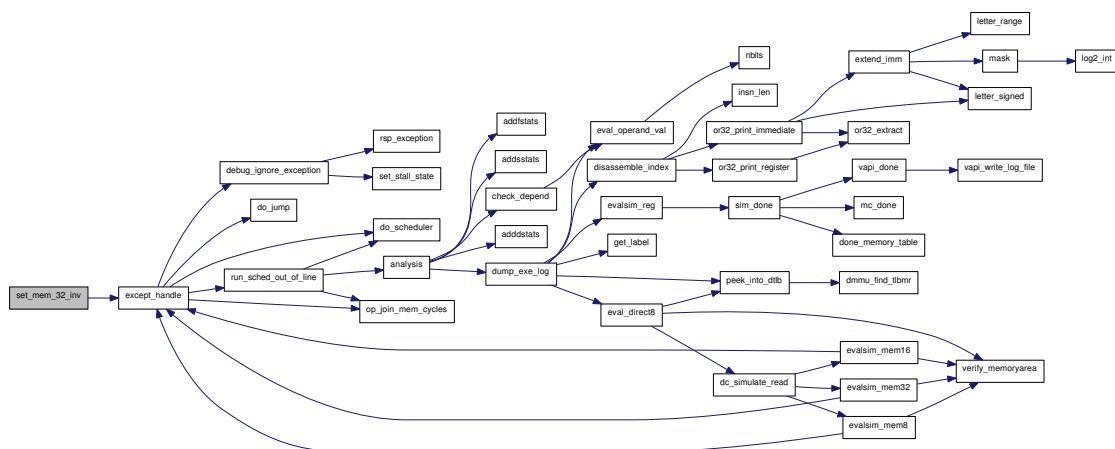 set_mem_32_inv
except_handle
debug_ignore_exception
do_jump
run_sched_out_of_line
rsp_exception
set_stall_state
do_scheduler
analysis
op_join_mem_cycles
addfstats
addsstats
check_depend
adddstats
dump_exe_log
eval_operand_val
disassemble_index
evalsim_reg
get_label
eval_direct8
nbits
insn_len
or32_print_immediate
or32_print_register
sim_done
peek_into_dtlb
dc_simulate_read
extend_imm
or32_extract
vapi_done
mc_done
done_memory_table
dmmu_find_tlbmr
evalsim_mem16
evalsim_mem32
evalsim_mem8
letter_range
mask
letter_signed
vapi_write_log_file
verify_memoryarea
log2_int